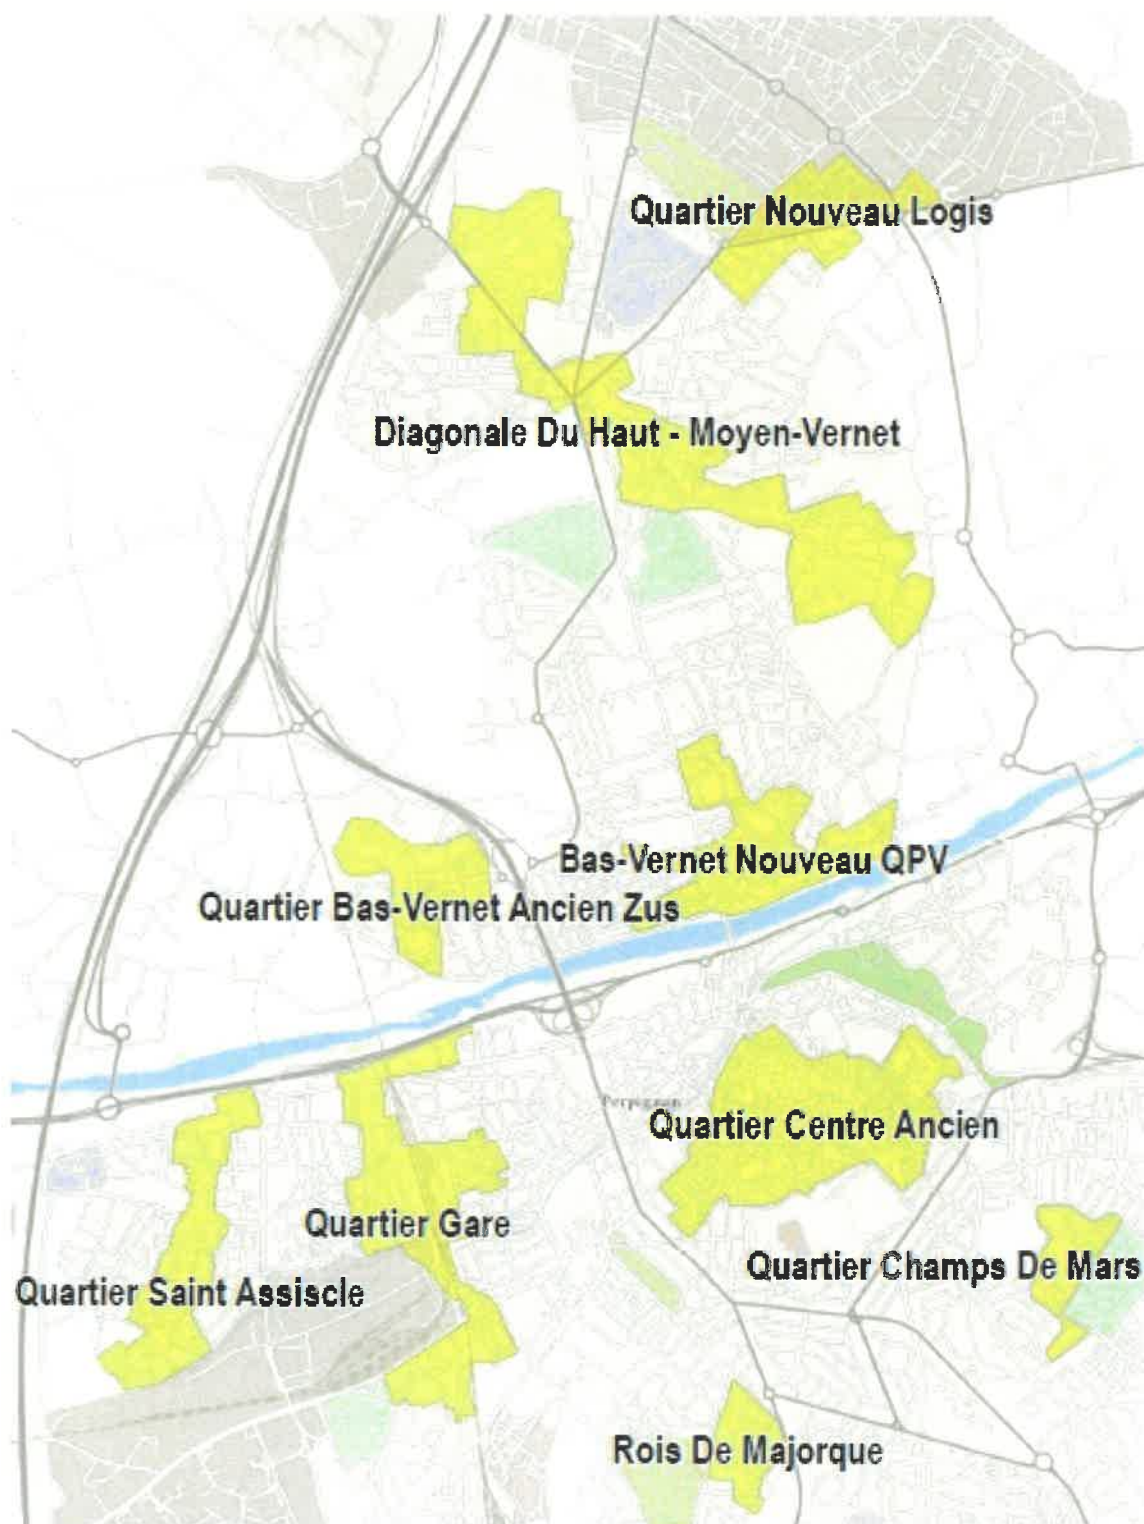 Quartier Nouveau Logis
Diagonale Du Haut - Moyen-Vernet
Bas-Vernet Nouveau QPV
Quartier Bas-Vernet Ancien Zus
Perpignan
Quartier Centre Ancien
Quartier Gare
Quartier Champs De Mars
Quartier Saint Assiscle
Rois De Majorque